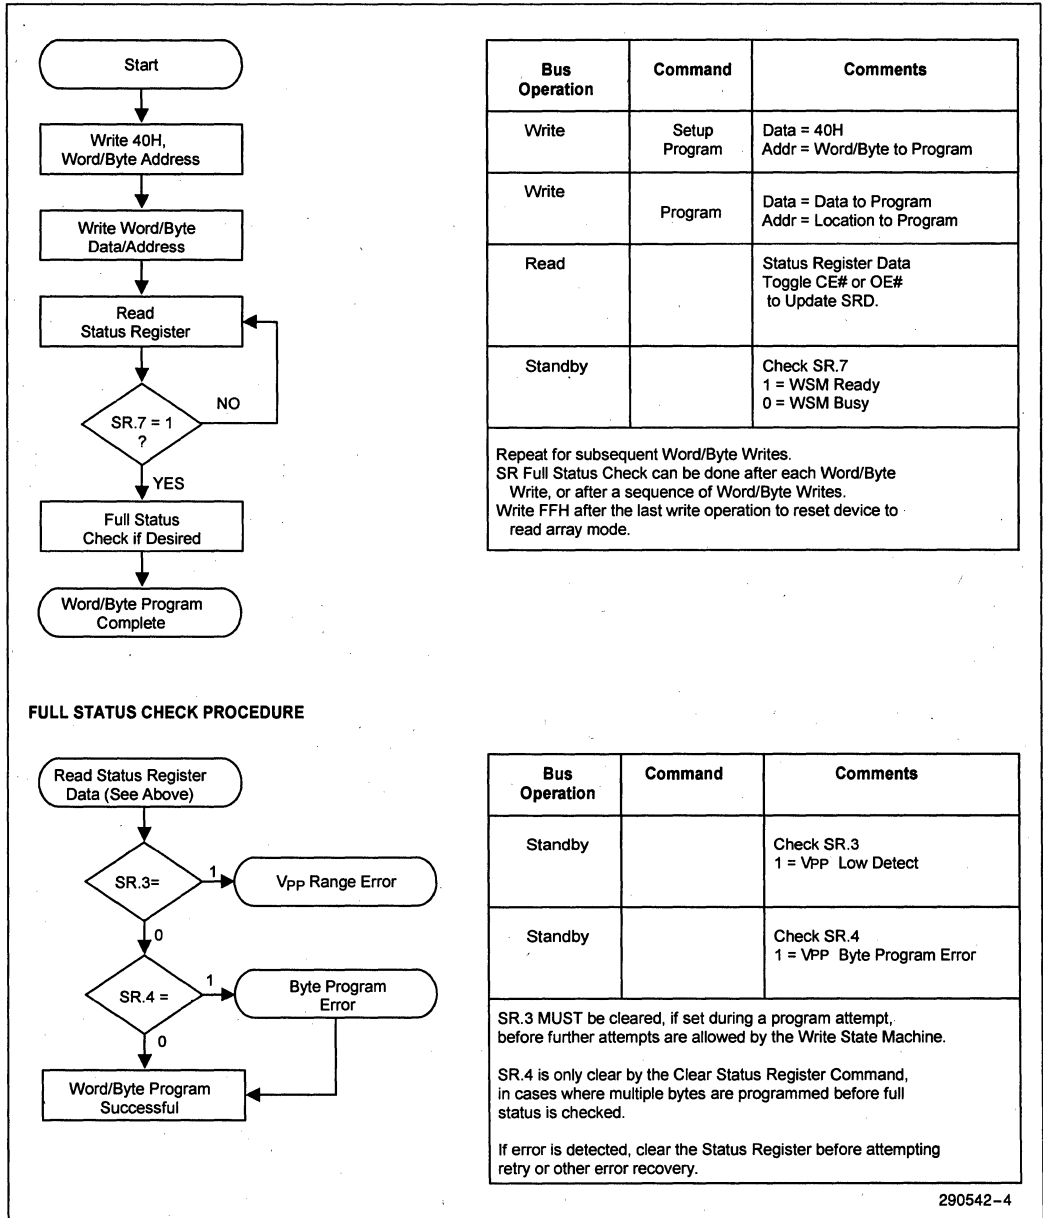 Start
Write 40H,
Word/Byte Address
Write Word/Byte
Data/Address
Read
Status Register
SR.7 = 1
?
NO
YES
Full Status
Check if Desired
Word/Byte Program
Complete
Bus
Operation
Command
Comments
Write
Setup
Program
Data = 40H
Addr = Word/Byte to Program
Write
Program
Data = Data to Program
Addr = Location to Program
Read
Status Register Data
Toggle CE# or OE#
to Update SRD.
Standby
Check SR.7
1 = WSM Ready
0 = WSM Busy
Repeat for subsequent Word/Byte Writes.
SR Full Status Check can be done after each Word/Byte
Write, or after a sequence of Word/Byte Writes.
Write FFH after the last write operation to reset device to
read array mode.
FULL STATUS CHECK PROCEDURE
Read Status Register
Data (See Above)
SR.3=
1
VPP Range Error
0
SR.4 =
1
Byte Program
Error
0
Word/Byte Program
Successful
Bus
Operation
Command
Comments
Standby
Check SR.3
1 = VPP Low Detect
Standby
Check SR.4
1 = VPP Byte Program Error
SR.3 MUST be cleared, if set during a program attempt,
before further attempts are allowed by the Write State Machine.
SR.4 is only clear by the Clear Status Register Command,
in cases where multiple bytes are programmed before full
status is checked.
If error is detected, clear the Status Register before attempting
retry or other error recovery.
290542-4